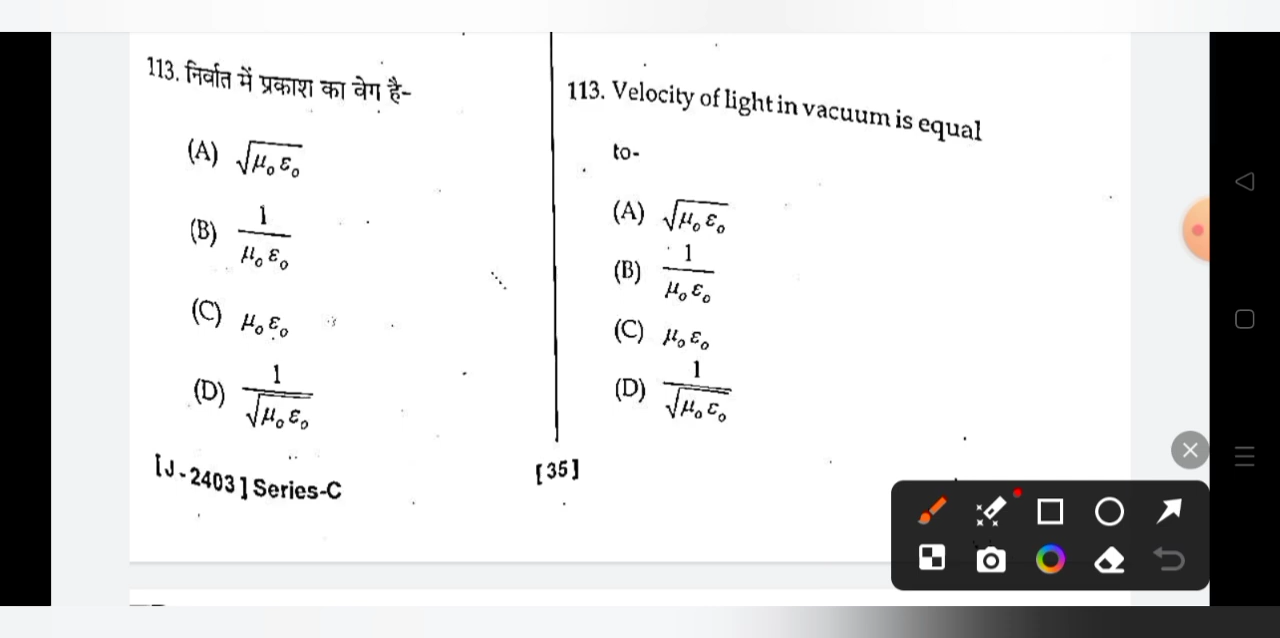 113. निर्वात में प्रकाश का वेग है-
(A) √μ₀ε₀
(B) 1/μ₀ε₀
(C) μ₀ε₀
(D) 1/√μ₀ε₀
[J-2403] Series-C
113. Velocity of light in vacuum is equal
to-
(A) √μ₀ε₀
(B) 1/μ₀ε₀
(C) μ₀ε₀
(D) 1/√μ₀ε₀
[35]